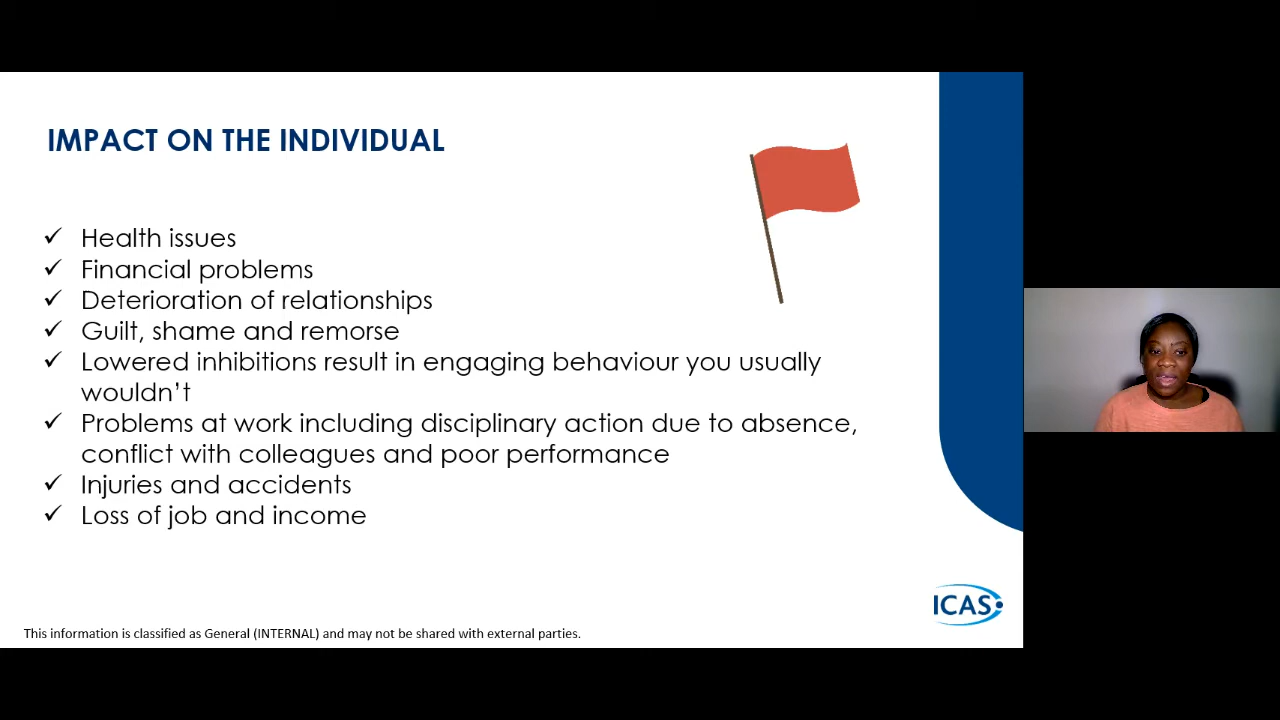 IMPACT ON THE INDIVIDUAL
✓ Health issues
✓ Financial problems
✓ Deterioration of relationships
✓ Guilt, shame and remorse
✓ Lowered inhibitions result in engaging behaviour you usually
wouldn’t
✓ Problems at work including disciplinary action due to absence,
conflict with colleagues and poor performance
✓ Injuries and accidents
✓ Loss of job and income
ICAS
This information is classified as General (INTERNAL) and may not be shared with external parties.